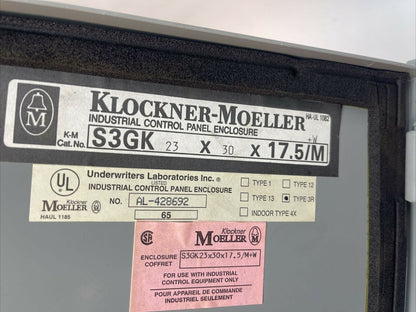 M
KLOCKNER-MOELLER
HA-UL 1082
INDUSTRIAL CONTROL PANEL ENCLOSURE
K-M
Cat.No.
S3GK 23 X 30 X 17.5/M
+W
Underwriters Laboratories Inc.®
UL
LISTED
INDUSTRIAL CONTROL PANEL ENCLOSURE
NO. AL-428692
65
KLOCKNER
MOELLER
HAUL 1185
TYPE 1
TYPE 12
TYPE 13
TYPE 3R
INDOOR TYPE 4X
KLOCKNER
MOELLER
ENCLOSURE
COFFRET
S3GK23x30x17.5/M+W
FOR USE WITH INDUSTRIAL
CONTROL EQUIPMENT ONLY
POUR APPAREIL DE COMMANDE
INDUSTRIEL SEULEMENT